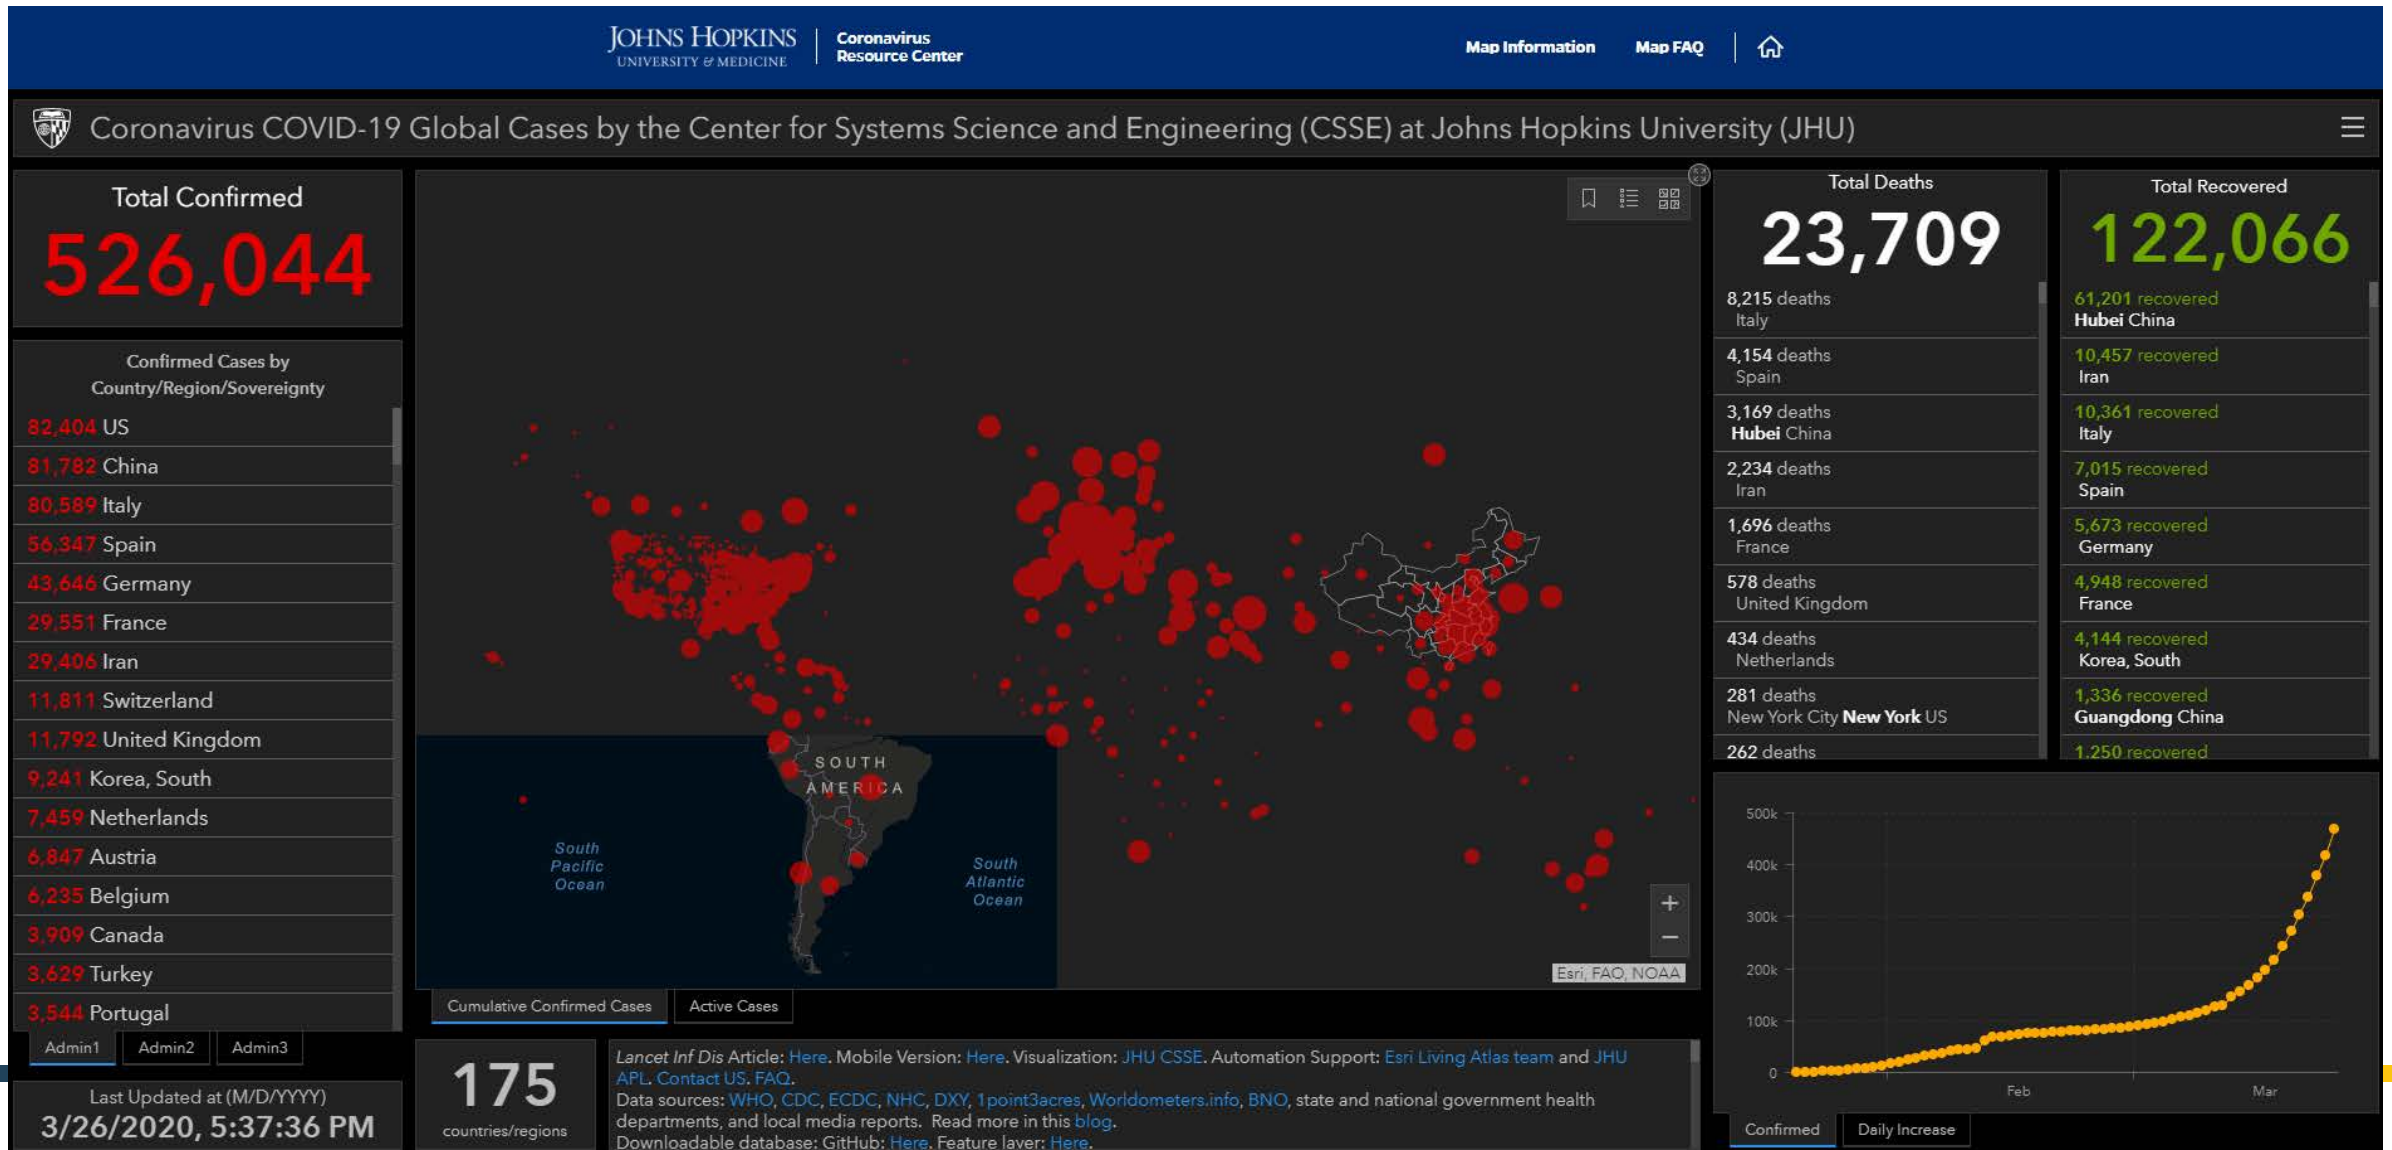 JOHNS HOPKINS
UNIVERSITY & MEDICINE
Coronavirus
Resource Center
Map Information
Map FAQ
Coronavirus COVID-19 Global Cases by the Center for Systems Science and Engineering (CSSE) at Johns Hopkins University (JHU)
Total Confirmed
526,044
Confirmed Cases by
Country/Region/Sovereignty
82,404 US
81,782 China
80,589 Italy
56,347 Spain
43,646 Germany
29,551 France
29,406 Iran
11,811 Switzerland
11,792 United Kingdom
9,241 Korea, South
7,459 Netherlands
6,847 Austria
6,235 Belgium
3,909 Canada
3,629 Turkey
3,544 Portugal
Admin1
Admin2
Admin3
Last Updated at (M/D/YYYY)
3/26/2020, 5:37:36 PM
SOUTH
AMERICA
South
Pacific
Ocean
South
Atlantic
Ocean
+
−
Esri, FAO, NOAA
Cumulative Confirmed Cases
Active Cases
175
countries/regions
Lancet Inf Dis Article: Here. Mobile Version: Here. Visualization: JHU CSSE. Automation Support: Esri Living Atlas team and JHU
APL. Contact US. FAQ.
Data sources: WHO, CDC, ECDC, NHC, DXY, 1point3acres, Worldometers.info, BNO, state and national government health
departments, and local media reports. Read more in this blog.
Downloadable database: GitHub: Here. Feature layer: Here.
Total Deaths
23,709
8,215 deaths
Italy
4,154 deaths
Spain
3,169 deaths
Hubei China
2,234 deaths
Iran
1,696 deaths
France
578 deaths
United Kingdom
434 deaths
Netherlands
281 deaths
New York City New York US
262 deaths
Total Recovered
122,066
61,201 recovered
Hubei China
10,457 recovered
Iran
10,361 recovered
Italy
7,015 recovered
Spain
5,673 recovered
Germany
4,948 recovered
France
4,144 recovered
Korea, South
1,336 recovered
Guangdong China
1,250 recovered
500k
400k
300k
200k
100k
0
Feb
Mar
Confirmed
Daily Increase